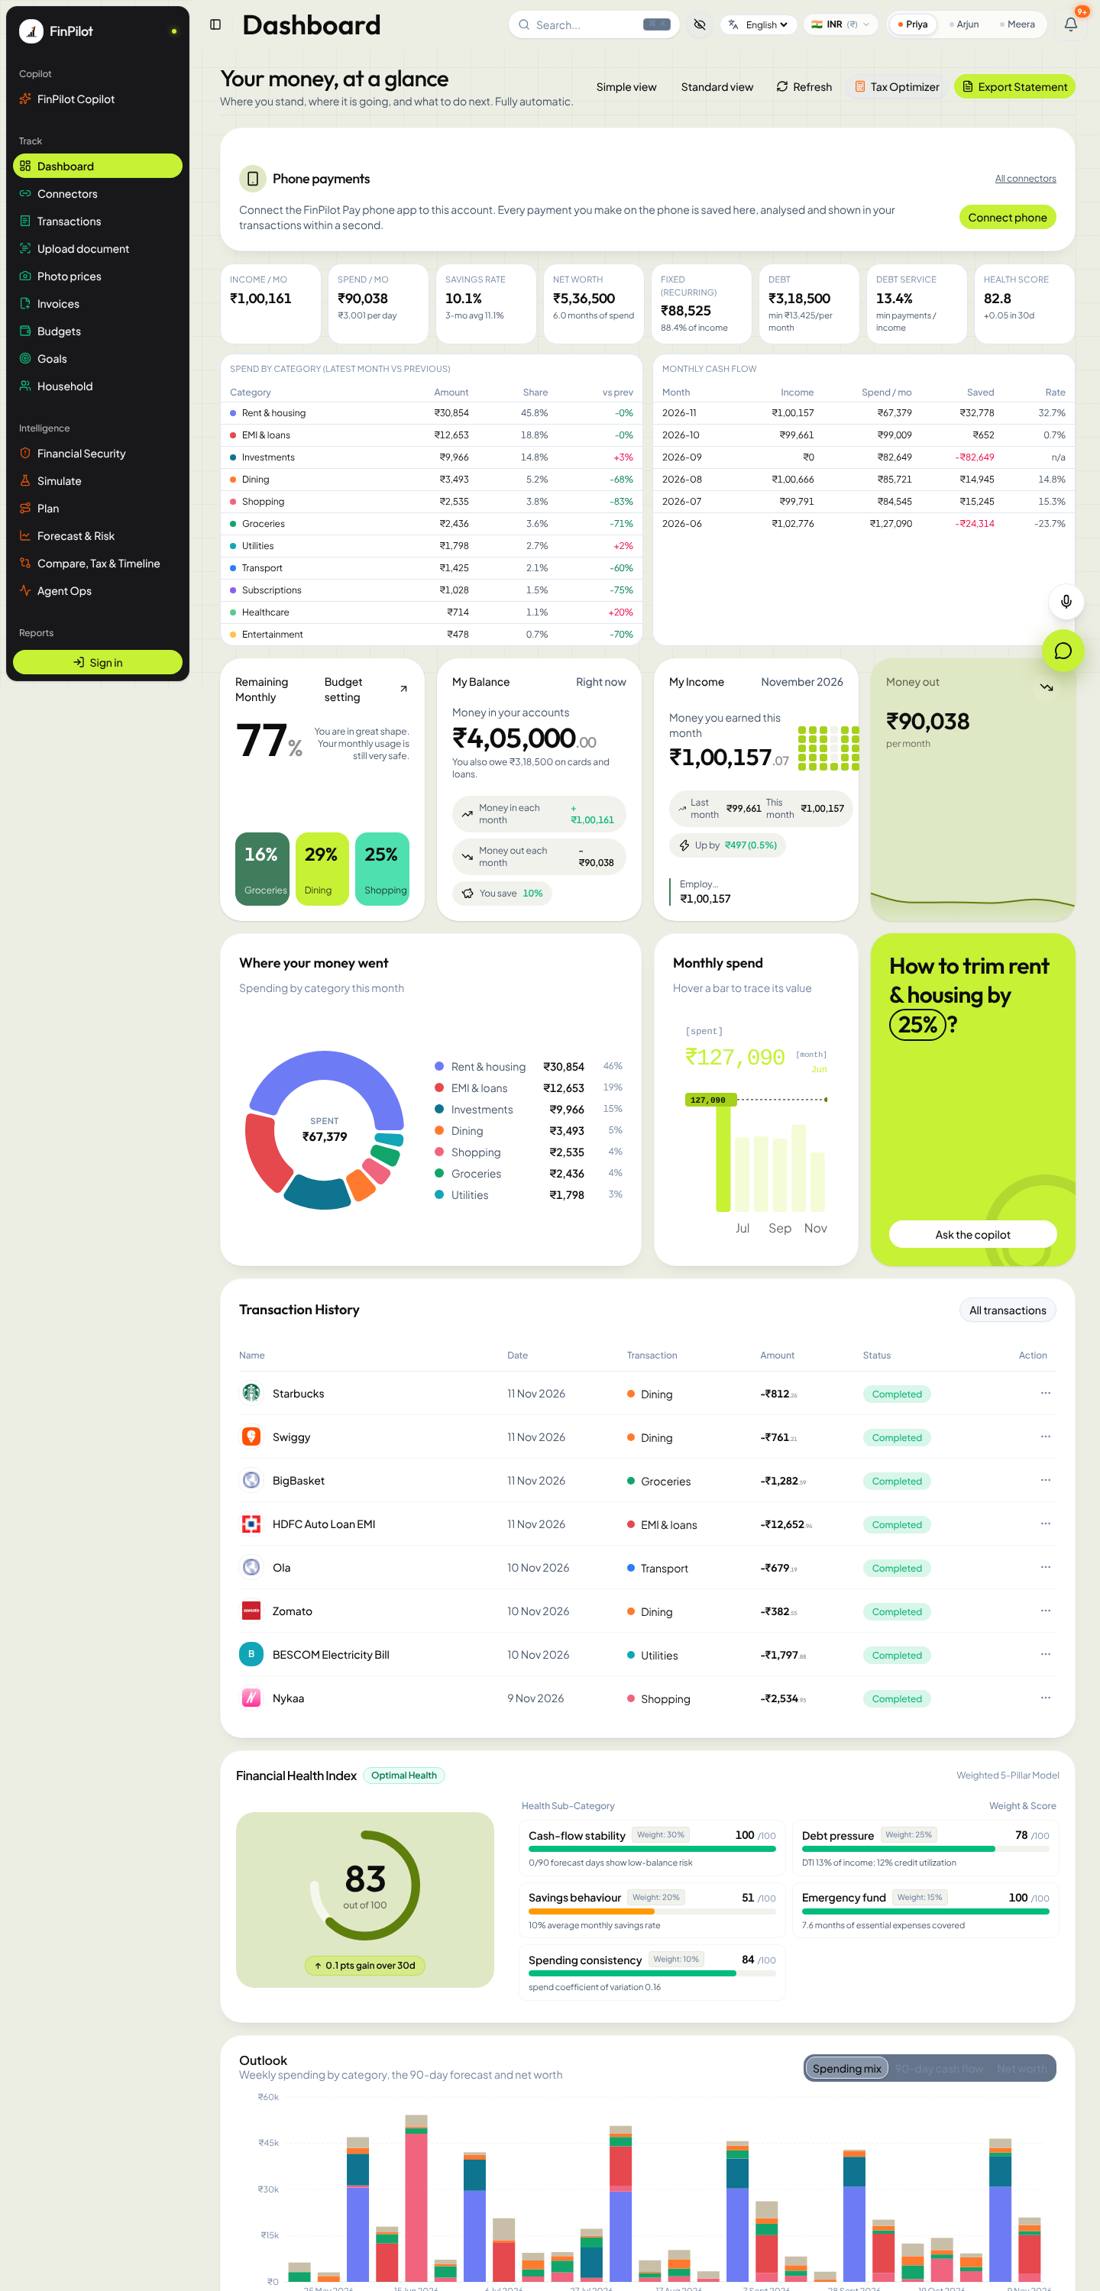 FinPilot
Dashboard
Search...
English
INR (₹)
Priya
Arjun
Meera
9+
Copilot
FinPilot Copilot
Track
Dashboard
Connectors
Transactions
Upload document
Photo prices
Invoices
Budgets
Goals
Household
Intelligence
Financial Security
Simulate
Plan
Forecast & Risk
Compare, Tax & Timeline
Agent Ops
Reports
Sign in
Your money, at a glance
Where you stand, where it is going, and what to do next. Fully automatic.
Simple view
Standard view
Refresh
Tax Optimizer
Export Statement
Phone payments
All connectors
Connect the FinPilot Pay phone app to this account. Every payment you make on the phone is saved here, analysed and shown in your
transactions within a second.
Connect phone
INCOME / MO
₹1,00,161
SPEND / MO
₹90,038
₹3,001 per day
SAVINGS RATE
10.1%
3-mo avg 11.1%
NET WORTH
₹5,36,500
6.0 months of spend
FIXED
(RECURRING)
₹88,525
88.4% of income
DEBT
₹3,18,500
min ₹13,425/per
month
DEBT SERVICE
13.4%
min payments /
income
HEALTH SCORE
82.8
+0.05 in 30d
SPEND BY CATEGORY (LATEST MONTH VS PREVIOUS)
Category Amount Share vs prev
Rent & housing ₹30,854 45.8% -0%
EMI & loans ₹12,653 18.8% -0%
Investments ₹9,966 14.8% +3%
Dining ₹3,493 5.2% -68%
Shopping ₹2,535 3.8% -83%
Groceries ₹2,436 3.6% -71%
Utilities ₹1,798 2.7% +2%
Transport ₹1,425 2.1% -60%
Subscriptions ₹1,028 1.5% -75%
Healthcare ₹714 1.1% +20%
Entertainment ₹478 0.7% -70%
MONTHLY CASH FLOW
Month Income Spend / mo Saved Rate
2026-11 ₹1,00,157 ₹67,379 ₹32,778 32.7%
2026-10 ₹99,661 ₹99,009 ₹652 0.7%
2026-09 ₹0 ₹82,649 -₹82,649 n/a
2026-08 ₹1,00,666 ₹85,721 ₹14,945 14.8%
2026-07 ₹99,791 ₹84,545 ₹15,245 15.3%
2026-06 ₹1,02,776 ₹1,27,090 -₹24,314 -23.7%
Remaining
Monthly
Budget
setting
77%
You are in great shape.
Your monthly usage is
still very safe.
16%
Groceries
29%
Dining
25%
Shopping
My Balance
Right now
Money in your accounts
₹4,05,000.00
You also owe ₹3,18,500 on cards and
loans.
Money in each
month
+
₹1,00,161
Money out each
month
-
₹90,038
You save 10%
My Income
November 2026
Money you earned this
month
₹1,00,157.07
Last
month
₹99,661
This
month
₹1,00,157
Up by ₹497 (0.5%)
Employ...
₹1,00,157
Money out
₹90,038
per month
Where your money went
Spending by category this month
SPENT
₹67,379
Rent & housing ₹30,854 46%
EMI & loans ₹12,653 19%
Investments ₹9,966 15%
Dining ₹3,493 5%
Shopping ₹2,535 4%
Groceries ₹2,436 4%
Utilities ₹1,798 3%
Monthly spend
Hover a bar to trace its value
[spent]
₹127,090
[month]
Jun
127,090
Jul Sep Nov
How to trim rent
& housing by
25%?
Ask the copilot
Transaction History
All transactions
Name Date Transaction Amount Status Action
Starbucks 11 Nov 2026 Dining -₹812 Completed ...
Swiggy 11 Nov 2026 Dining -₹761 Completed ...
BigBasket 11 Nov 2026 Groceries -₹1,282 Completed ...
HDFC Auto Loan EMI 11 Nov 2026 EMI & loans -₹12,652 Completed ...
Ola 10 Nov 2026 Transport -₹679 Completed ...
Zomato 10 Nov 2026 Dining -₹382 Completed ...
B BESCOM Electricity Bill 10 Nov 2026 Utilities -₹1,797 Completed ...
Nykaa 9 Nov 2026 Shopping -₹2,534 Completed ...
Financial Health Index
Optimal Health
Weighted 5-Pillar Model
83
out of 100
↑ 0.1 pts gain over 30d
Health Sub-Category
Weight & Score
Cash-flow stability Weight: 30% 100 /100
0/90 forecast days show low-balance risk
Debt pressure Weight: 25% 78 /100
DTI 13% of income; 12% credit utilization
Savings behaviour Weight: 20% 51 /100
10% average monthly savings rate
Emergency fund Weight: 15% 100 /100
7.6 months of essential expenses covered
Spending consistency Weight: 10% 84 /100
spend coefficient of variation 0.16
Outlook
Weekly spending by category, the 90-day forecast and net worth
Spending mix
90-day cash flow
Net worth
₹60k
₹45k
₹30k
₹15k
₹0